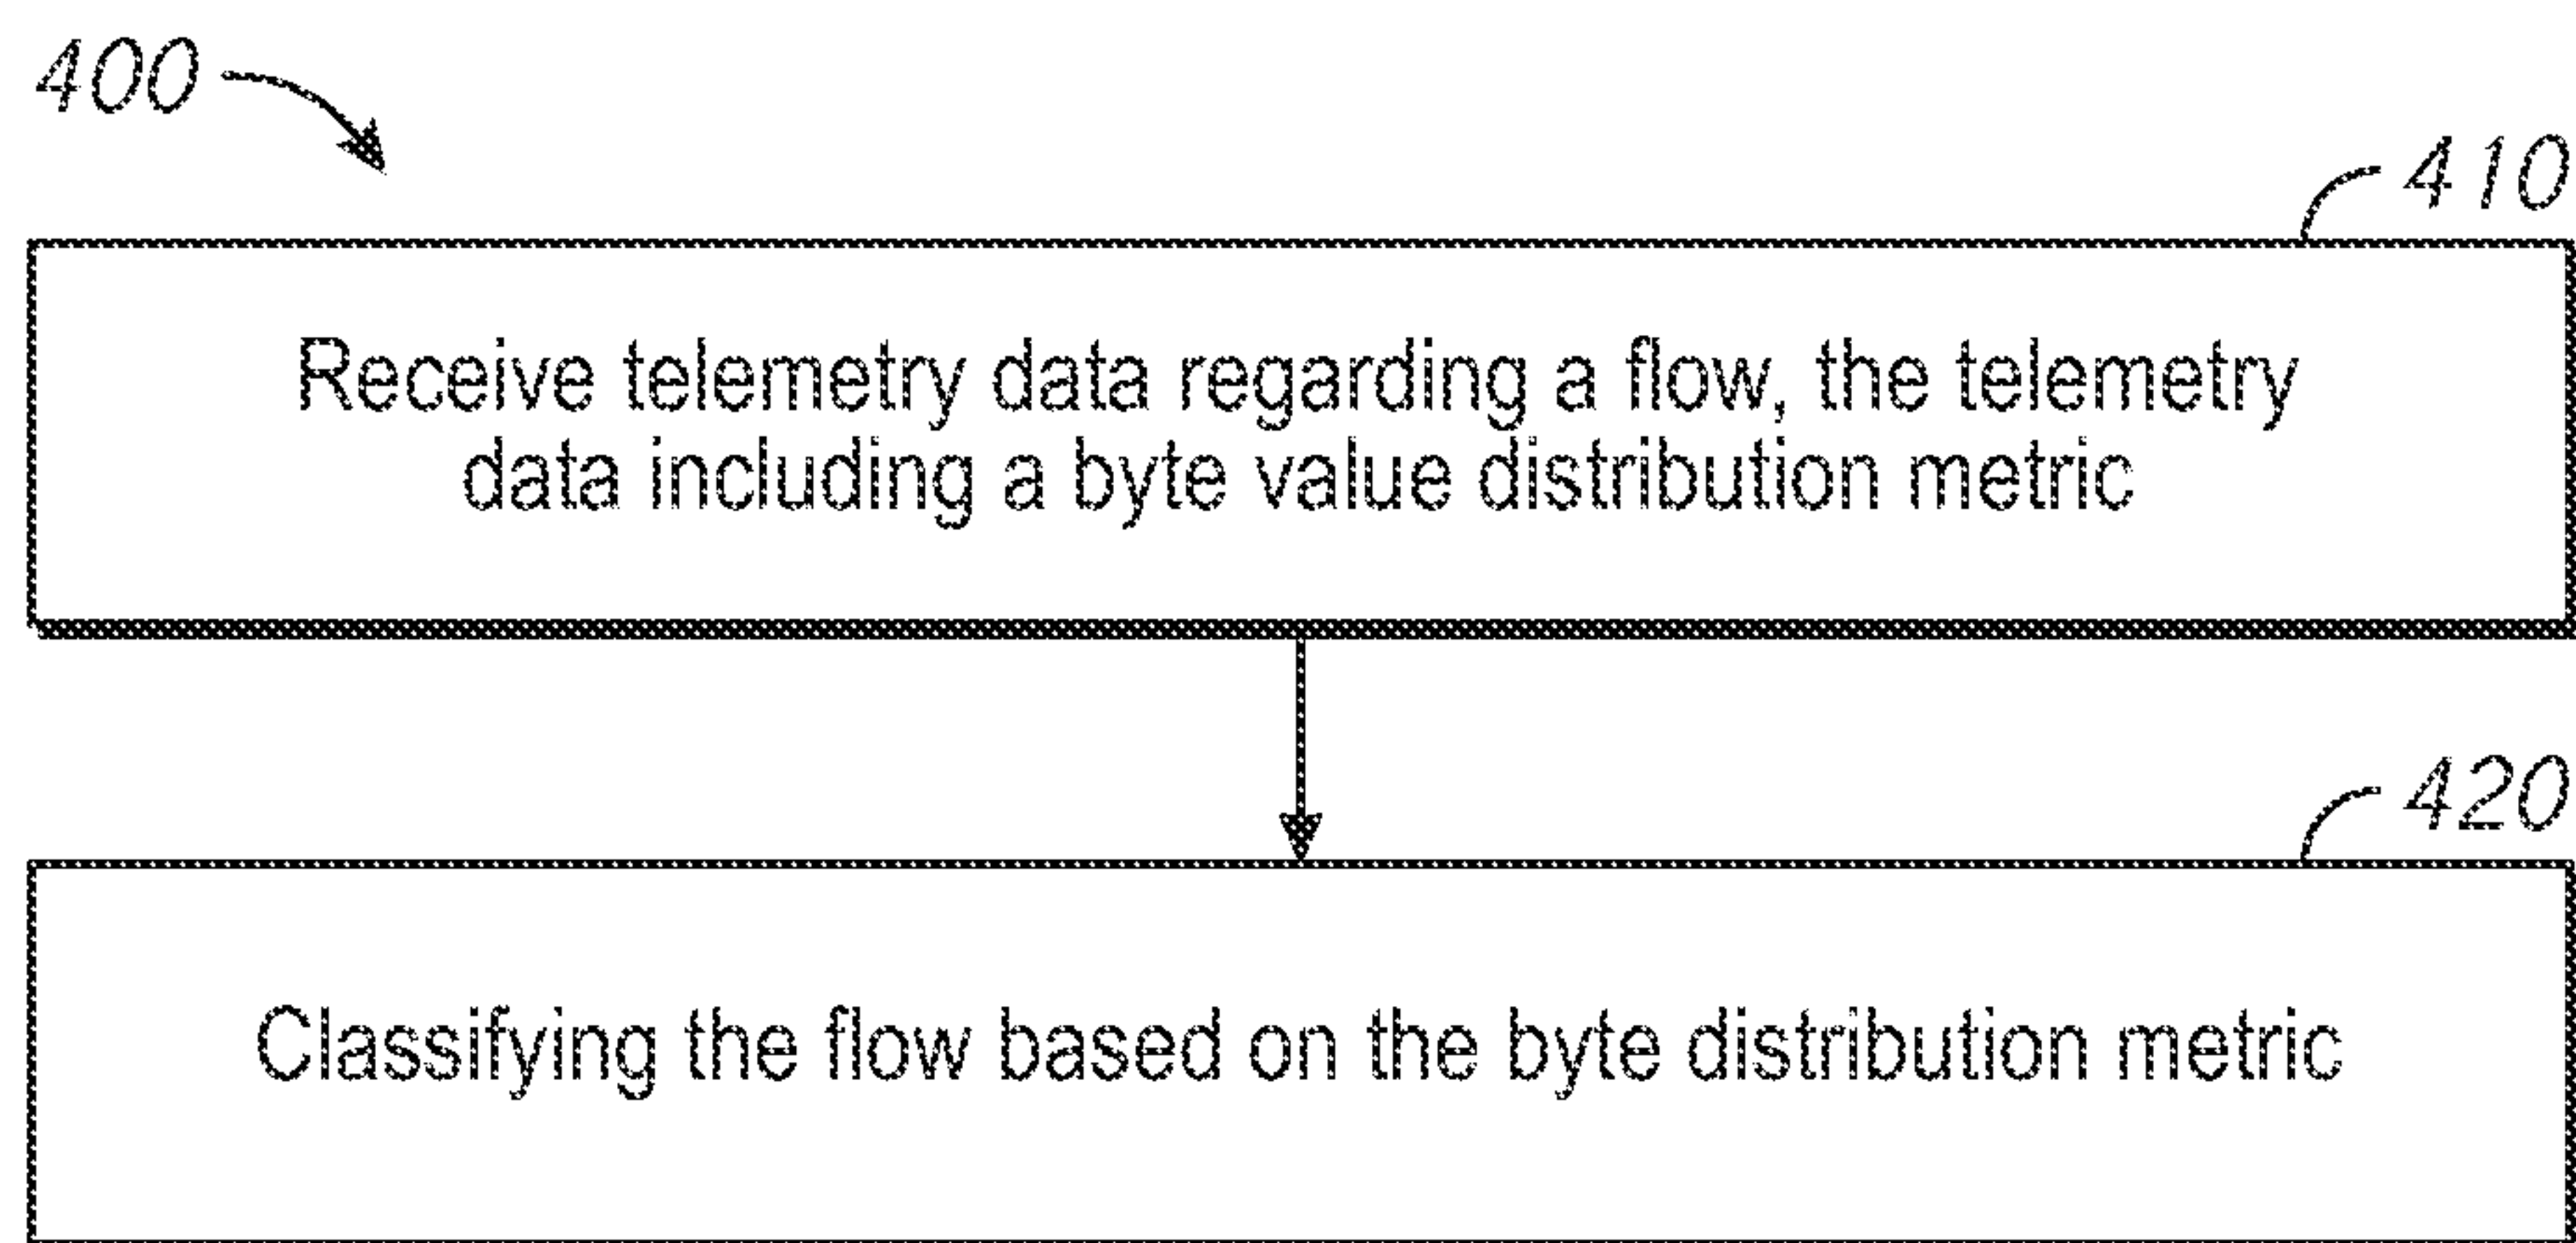 400
410
Receive telemetry data regarding a flow, the telemetry
data including a byte value distribution metric
420
Classifying the flow based on the byte distribution metric